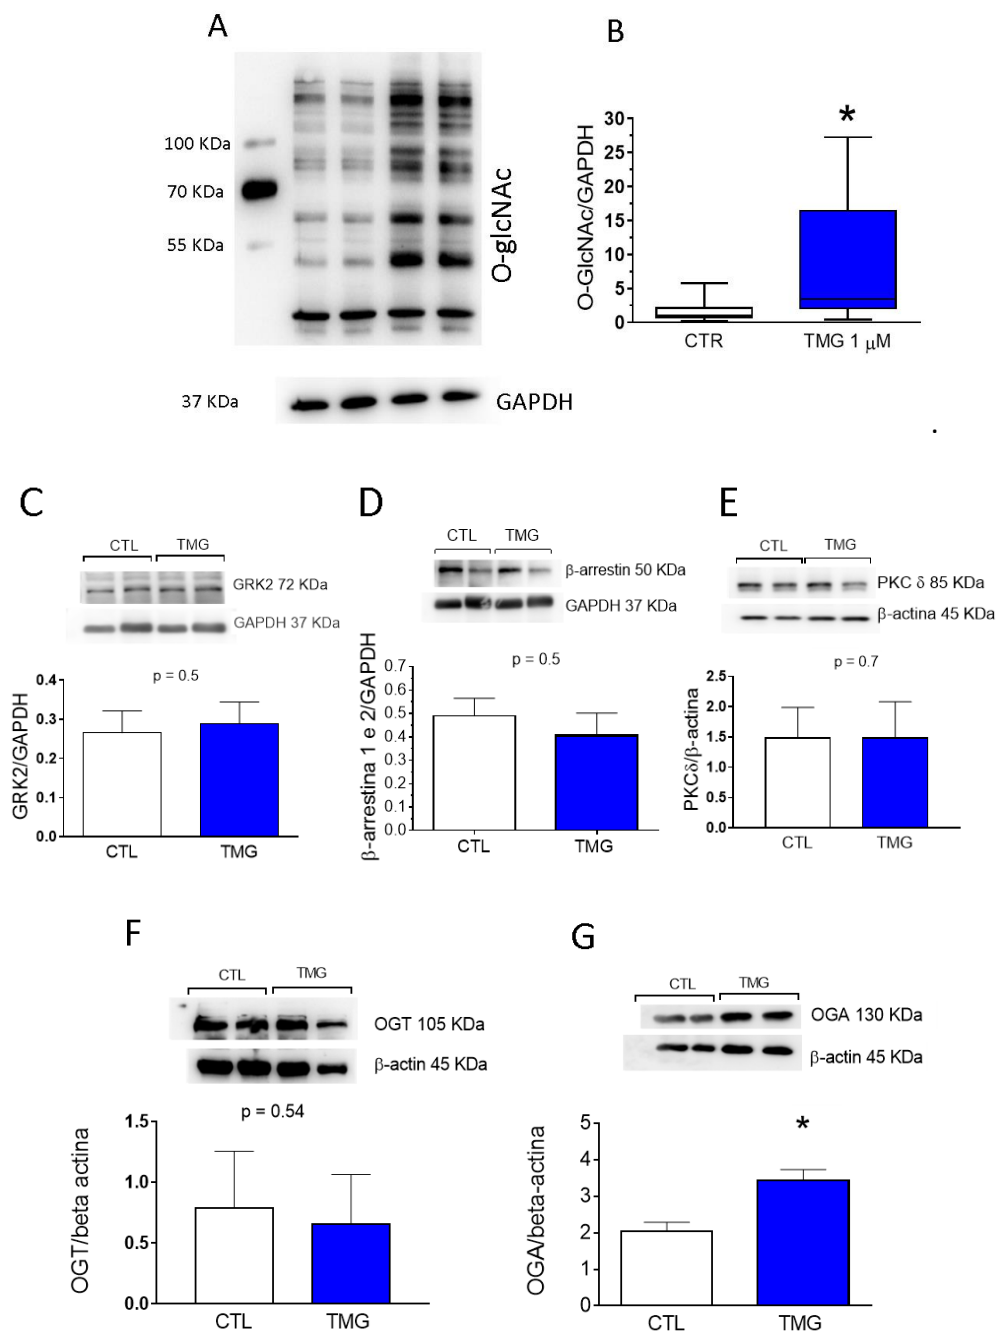 A
100 KDa
70 KDa
55 KDa
O-glcNAc
37 KDa
GAPDH
B
O-GlcNAc/GAPDH
30
25
20
15
10
5
0
*
CTR
TMG 1 μM
.
C
CTL
TMG
GRK2 72 KDa
GAPDH 37 KDa
p = 0.5
GRK2/GAPDH
0.4
0.3
0.2
0.1
0.0
CTL
TMG
D
CTL
TMG
β-arrestin 50 KDa
GAPDH 37 KDa
p = 0.5
β-arrestina 1 e 2/GAPDH
0.7
0.6
0.5
0.4
0.3
0.2
0.1
0.0
CTL
TMG
E
CTL
TMG
PKC δ 85 KDa
β-actina 45 KDa
p = 0.7
PKCδ/β-actina
2.5
2.0
1.5
1.0
0.5
0.0
CTL
TMG
F
CTL
TMG
OGT 105 KDa
β-actin 45 KDa
p = 0.54
OGT/beta actina
1.5
1.0
0.5
0.0
CTL
TMG
G
CTL
TMG
OGA 130 KDa
β-actin 45 KDa
OGA/beta-actina
5
4
3
2
1
0
*
CTL
TMG